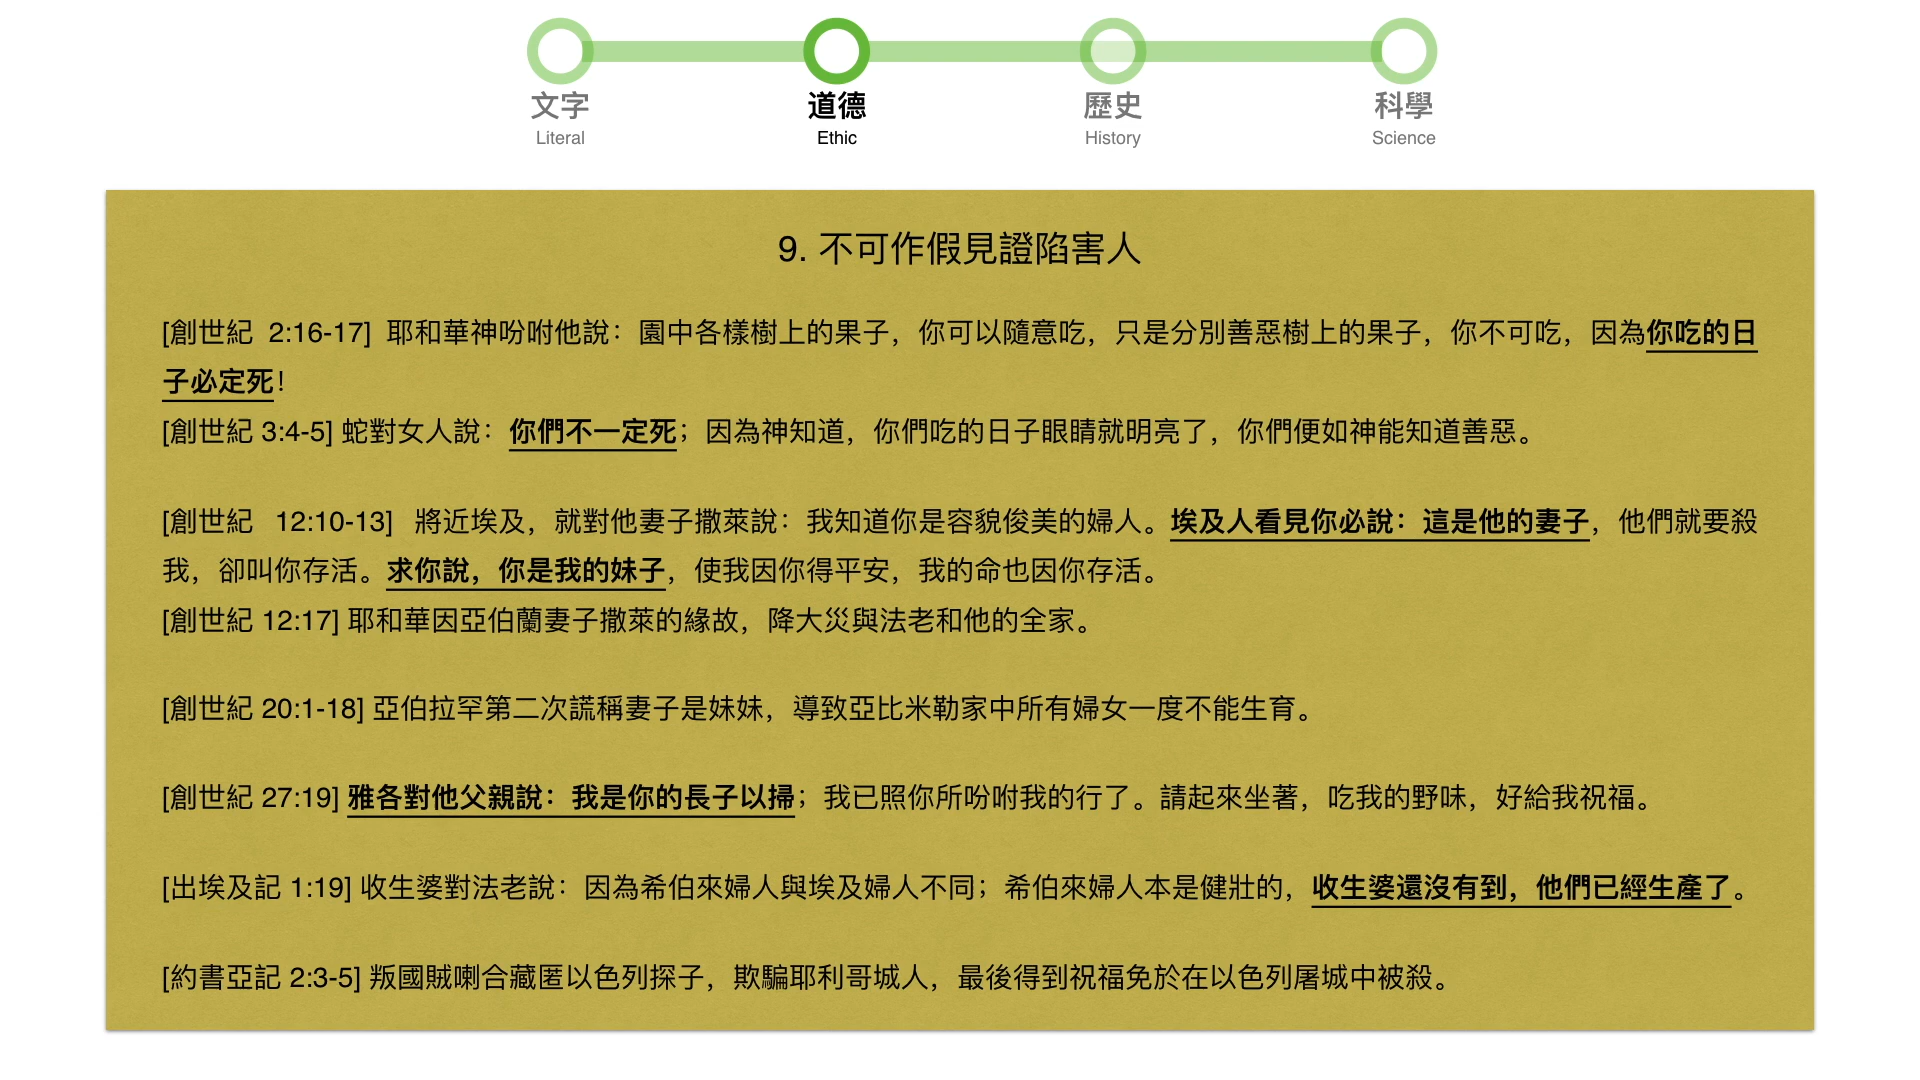 文字
Literal
道德
Ethic
歷史
History
科學
Science
9. 不可作假見證陷害人
[創世紀 2:16-17] 耶和華神吩咐他說：園中各樣樹上的果子，你可以隨意吃，只是分別善惡樹上的果子，你不可吃，因為你吃的日
子必定死！
[創世紀 3:4-5] 蛇對女人說：你們不一定死；因為神知道，你們吃的日子眼睛就明亮了，你們便如神能知道善惡。
[創世紀 12:10-13] 將近埃及，就對他妻子撒萊說：我知道你是容貌俊美的婦人。埃及人看見你必說：這是他的妻子，他們就要殺
我，卻叫你存活。求你說，你是我的妹子，使我因你得平安，我的命也因你存活。
[創世紀 12:17] 耶和華因亞伯蘭妻子撒萊的緣故，降大災與法老和他的全家。
[創世紀 20:1-18] 亞伯拉罕第二次謊稱妻子是妹妹，導致亞比米勒家中所有婦女一度不能生育。
[創世紀 27:19] 雅各對他父親說：我是你的長子以掃；我已照你所吩咐我的行了。請起來坐著，吃我的野味，好給我祝福。
[出埃及記 1:19] 收生婆對法老說：因為希伯來婦人與埃及婦人不同；希伯來婦人本是健壯的，收生婆還沒有到，他們已經生產了。
[約書亞記 2:3-5] 叛國賊喇合藏匿以色列探子，欺騙耶利哥城人，最後得到祝福免於在以色列屠城中被殺。